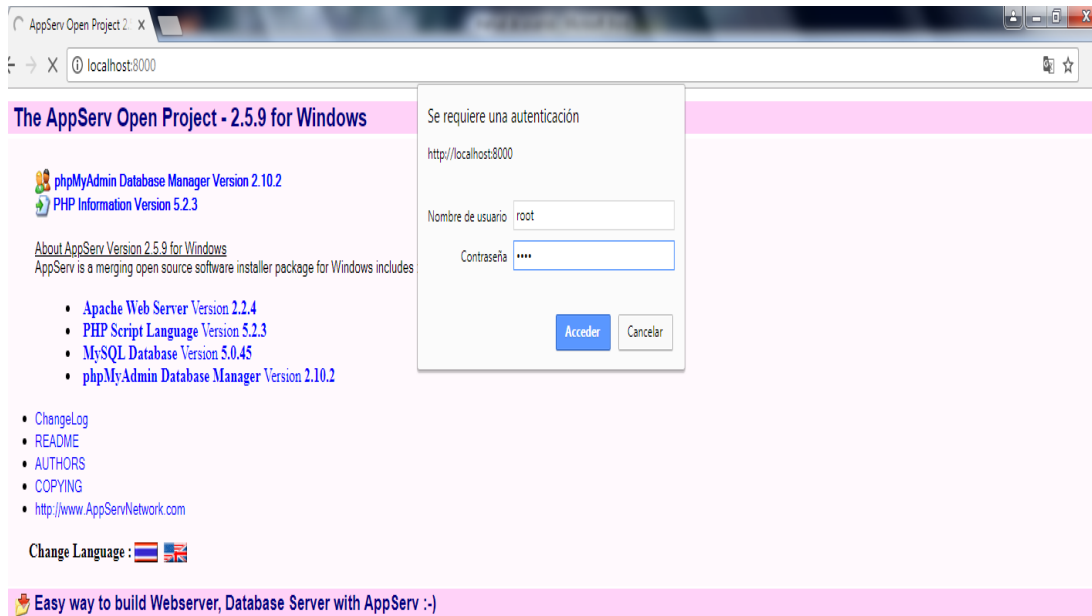 AppServ Open Project 2.
localhost:8000
The AppServ Open Project - 2.5.9 for Windows
phpMyAdmin Database Manager Version 2.10.2
PHP Information Version 5.2.3
About AppServ Version 2.5.9 for Windows
AppServ is a merging open source software installer package for Windows includes
Apache Web Server Version 2.2.4
PHP Script Language Version 5.2.3
MySQL Database Version 5.0.45
phpMyAdmin Database Manager Version 2.10.2
ChangeLog
README
AUTHORS
COPYING
http://www.AppServNetwork.com
Change Language :
Easy way to build Webserver, Database Server with AppServ :-)
Se requiere una autenticación
http://localhost:8000
Nombre de usuario root
Contraseña ••••
Acceder Cancelar